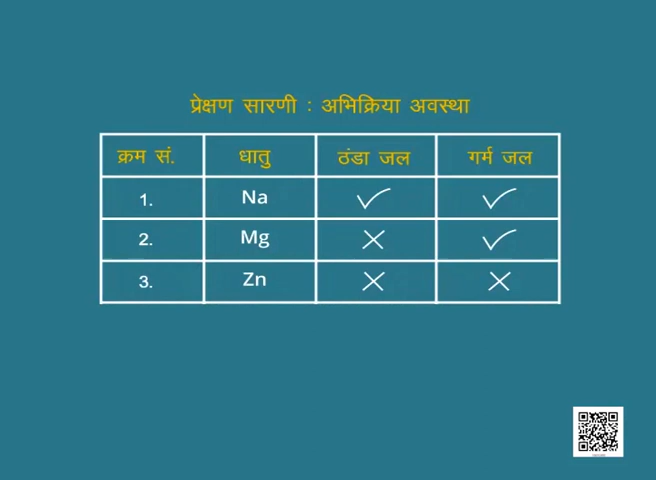 प्रेक्षण सारणी : अभिक्रिया अवस्था
क्रम सं. धातु ठंडा जल गर्म जल
1. Na ✓ ✓
2. Mg ✗ ✓
3. Zn ✗ ✗